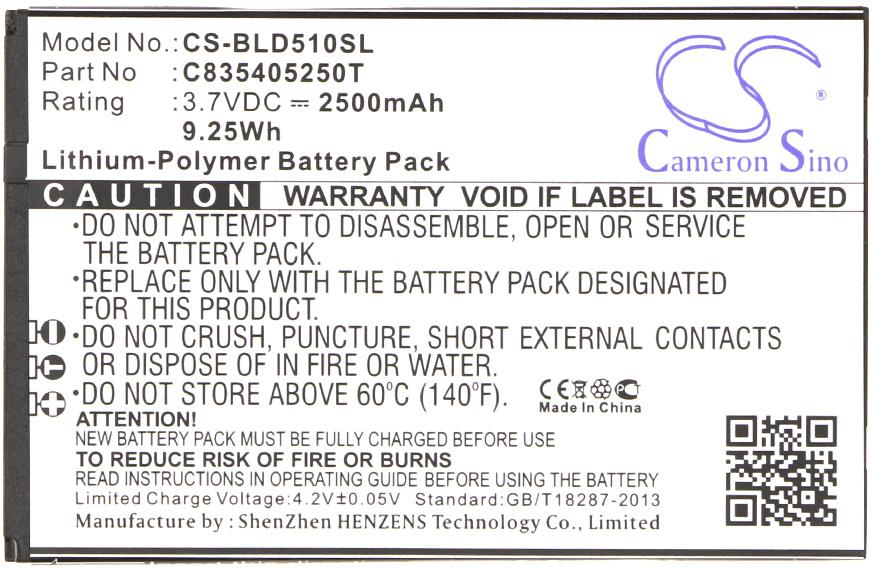 Model No.: CS-BLD510SL
Part No : C835405250T
Rating : 3.7VDC ⎓ 2500mAh
9.25Wh
Lithium-Polymer Battery Pack
Cameron Sino ®
CAUTION WARRANTY VOID IF LABEL IS REMOVED
•DO NOT ATTEMPT TO DISASSEMBLE, OPEN OR SERVICE
THE BATTERY PACK.
•REPLACE ONLY WITH THE BATTERY PACK DESIGNATED
FOR THIS PRODUCT.
•DO NOT CRUSH, PUNCTURE, SHORT EXTERNAL CONTACTS
OR DISPOSE OF IN FIRE OR WATER.
•DO NOT STORE ABOVE 60°C (140°F).
CE PC
Made In China
ATTENTION!
NEW BATTERY PACK MUST BE FULLY CHARGED BEFORE USE
TO REDUCE RISK OF FIRE OR BURNS
READ INSTRUCTIONS IN OPERATING GUIDE BEFORE USING THE BATTERY
Limited Charge Voltage:4.2V±0.05V Standard:GB/T18287-2013
Manufacture by : ShenZhen HENZENS Technology Co., Limited